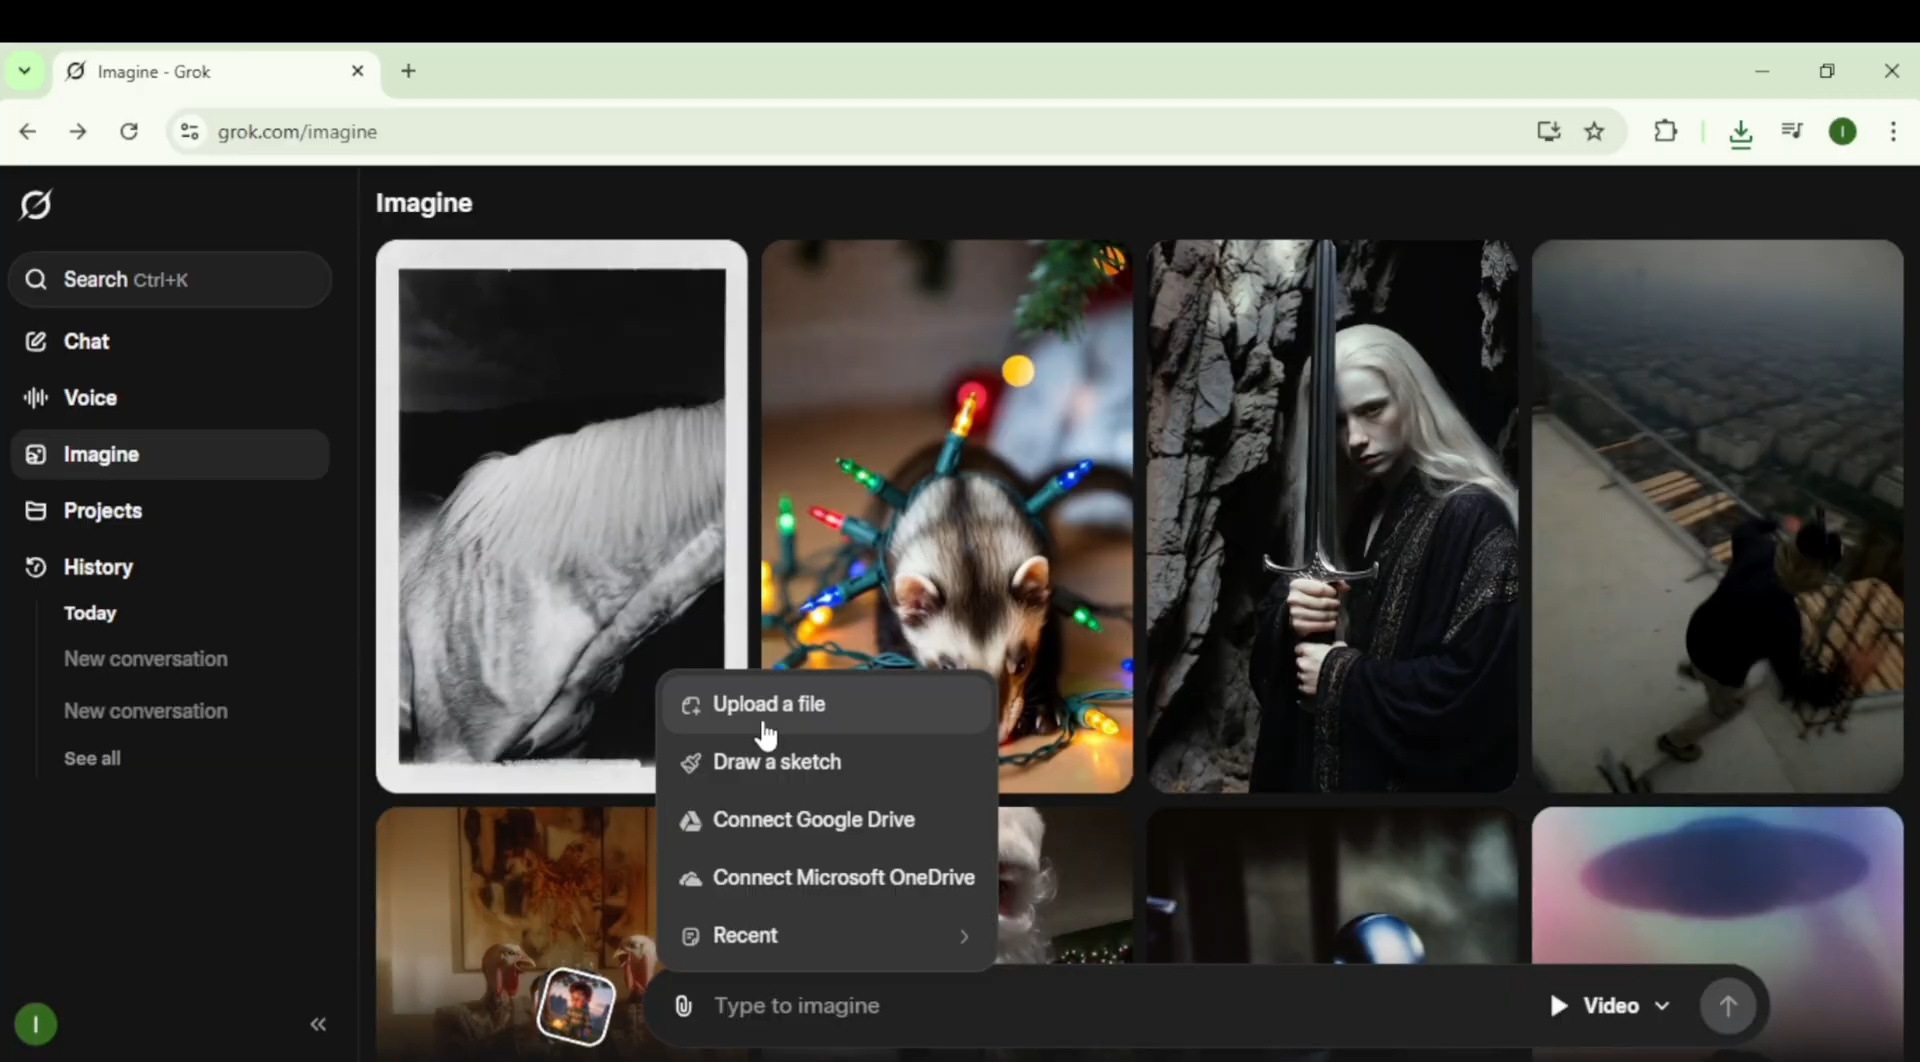 Imagine - Grok
grok.com/imagine
I
Imagine
Search Ctrl+K
Chat
Voice
Imagine
Projects
History
Today
New conversation
New conversation
See all
Upload a file
Draw a sketch
Connect Google Drive
Connect Microsoft OneDrive
Recent
I
Type to imagine
Video